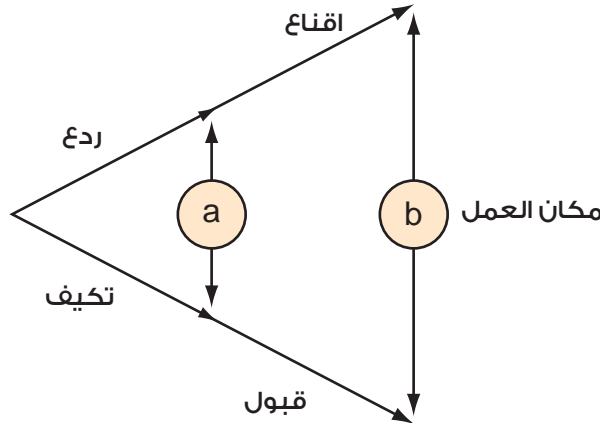 اقناع
ردع
a
b
مكان العمل
تكيف
قبول